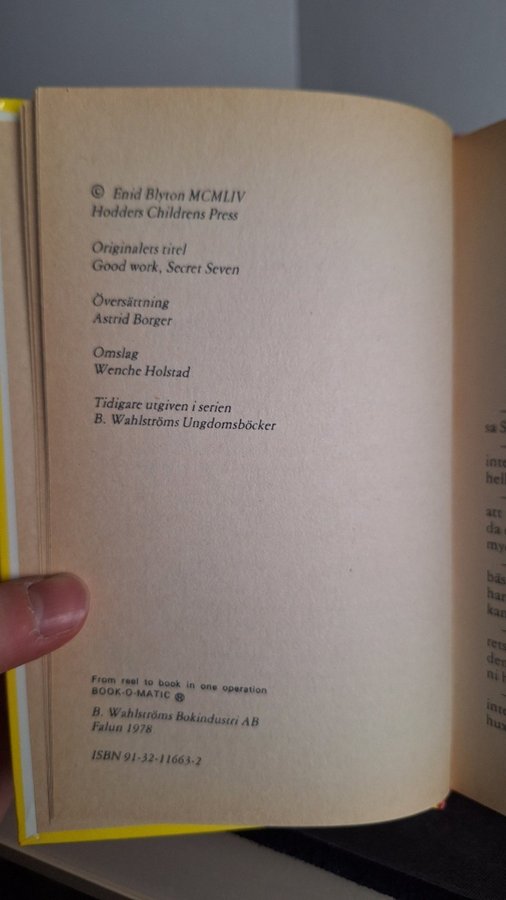 © Enid Blyton MCMLIV
Hodders Childrens Press
Originalets titel
Good work, Secret Seven
Översättning
Astrid Borger
Omslag
Wenche Holstad
Tidigare utgiven i serien
B. Wahlströms Ungdomsböcker
From reel to book in one operation
BOOK-O-MATIC ®
B. Wahlströms Bokindustri AB
Falun 1978
ISBN 91-32-11663-2
sa S
att